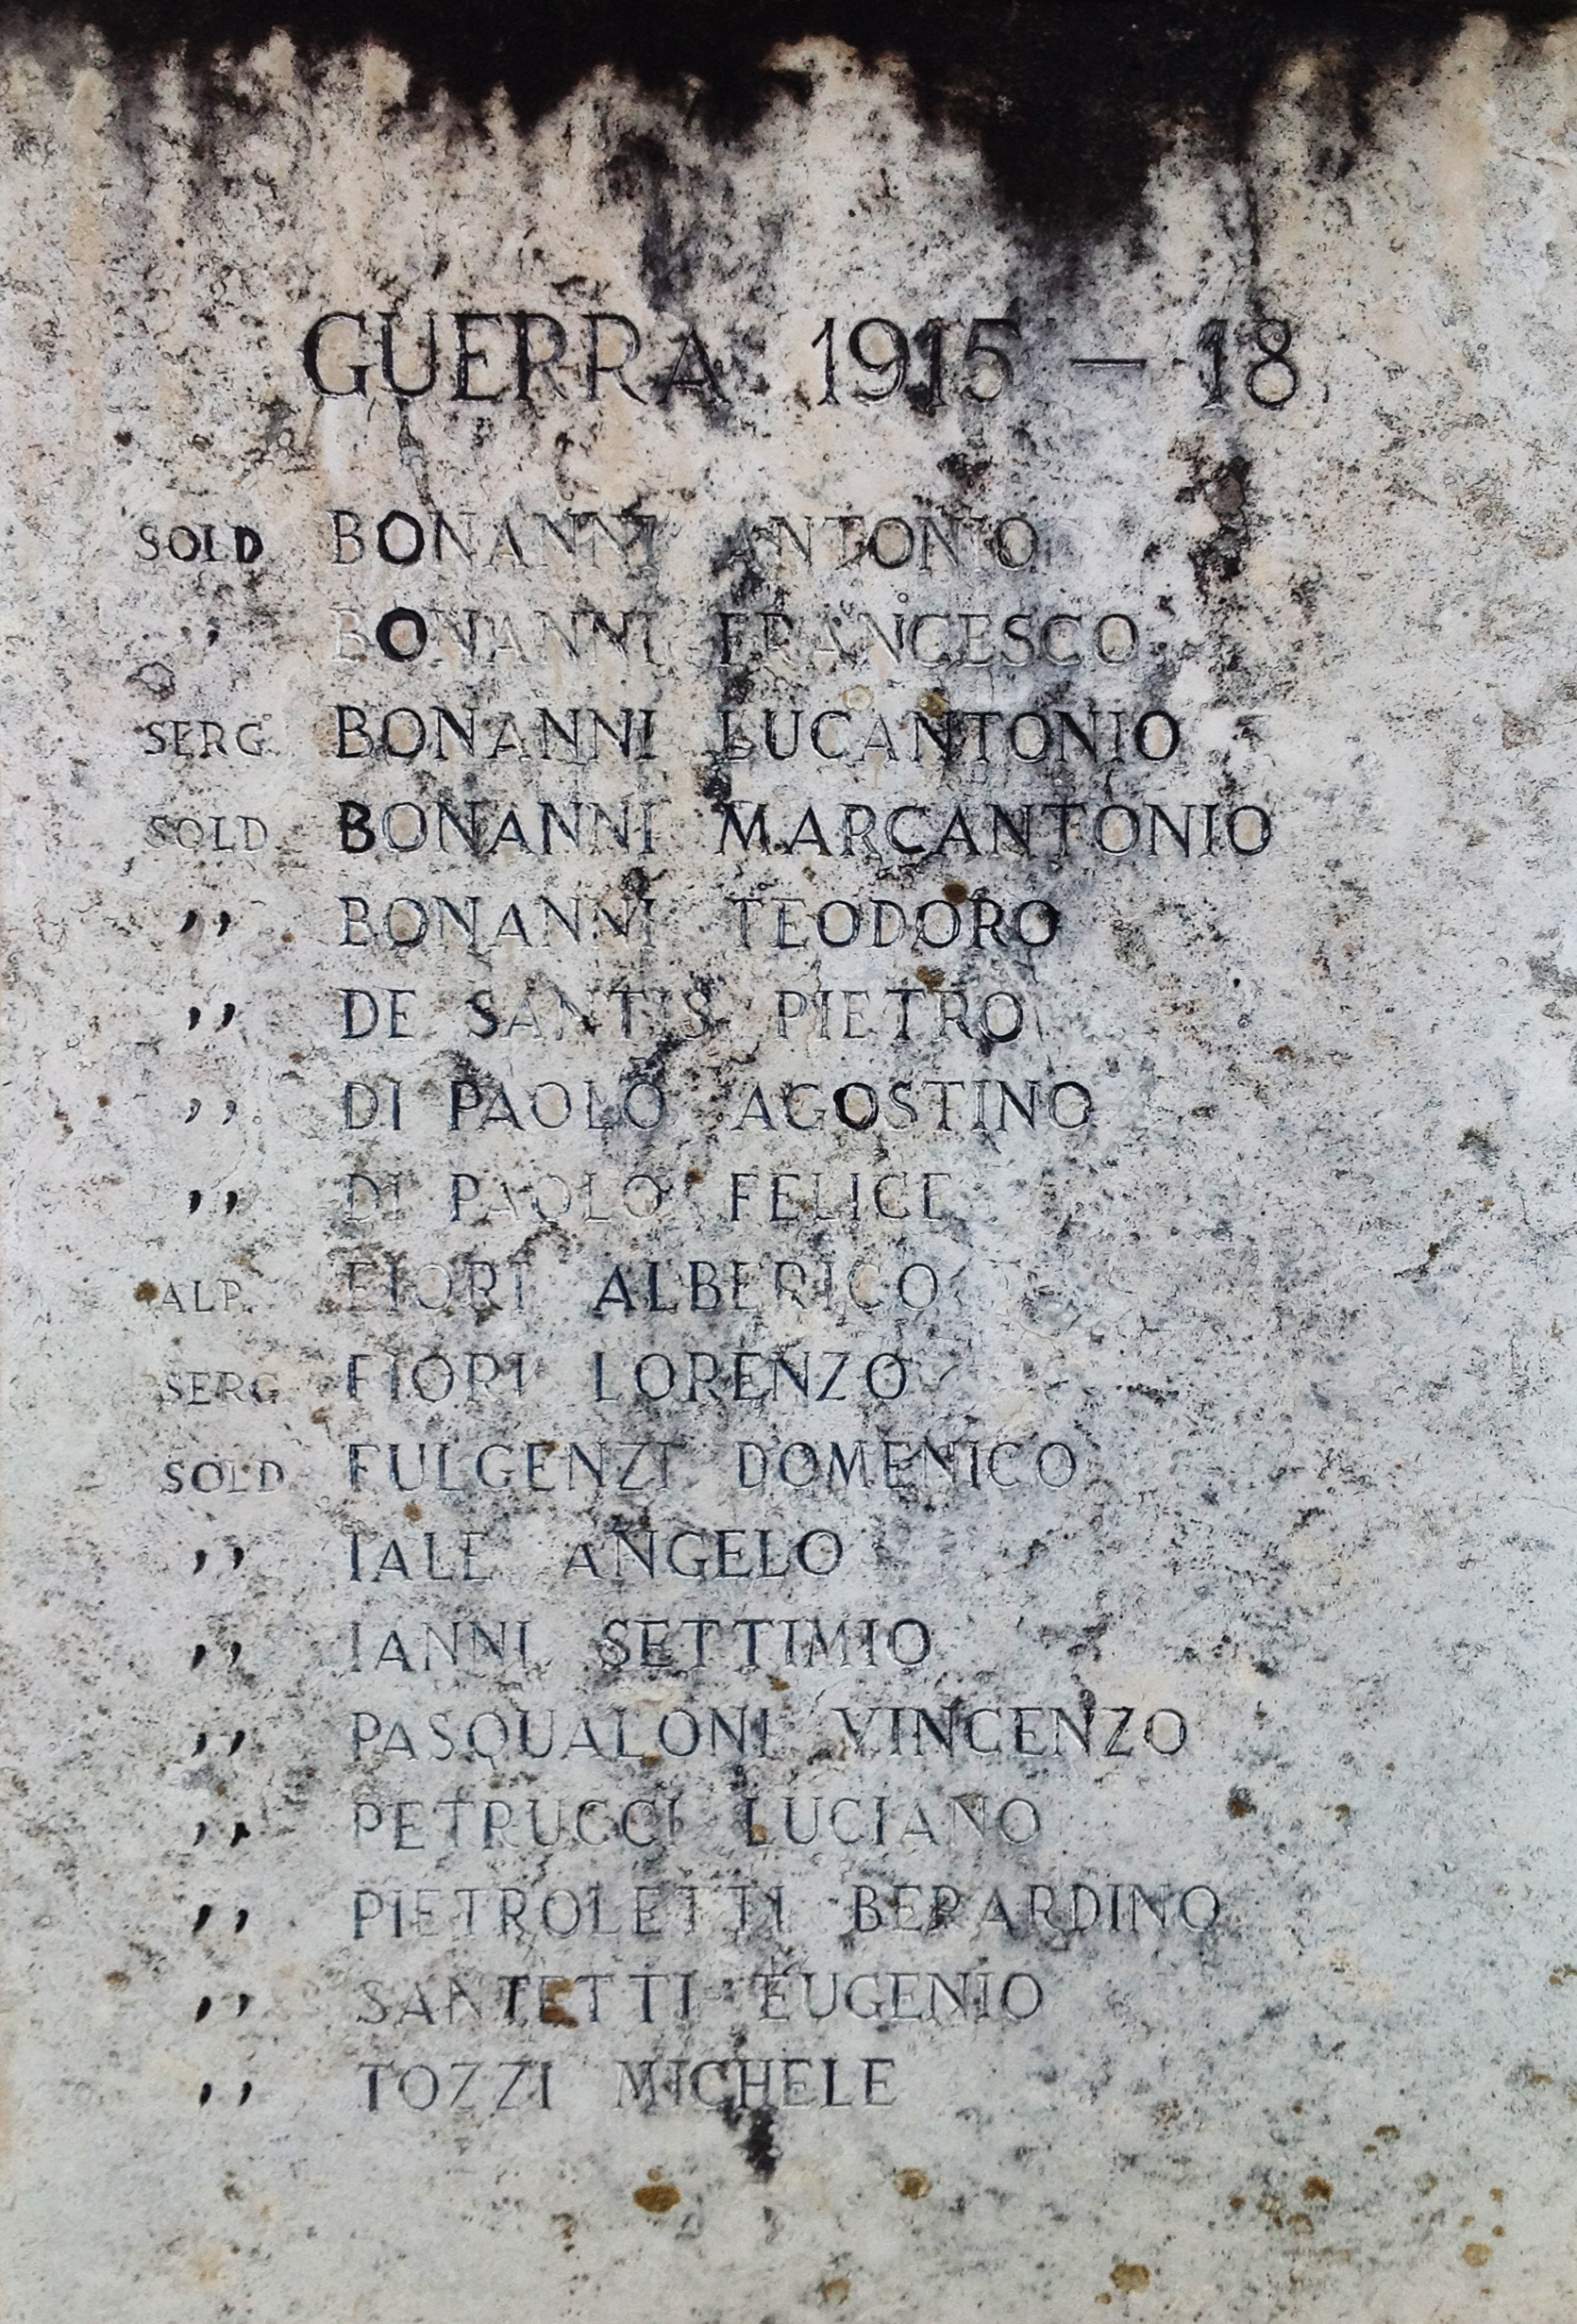 GUERRA 1915 — 18
SOLD BONANNI ANTONIO
,, BONANNI FRANCESCO
SERG. BONANNI LUCANTONIO
SOLD BONANNI MARCANTONIO
,, BONANNI TEODORO
,, DE SANTIS PIETRO
,, DI PAOLO AGOSTINO
,, DI PAOLO FELICE
ALP. FIORI ALBERICO
SERG FIORI LORENZO
SOLD FULGENZI DOMENICO
,, IALE ANGELO
,, IANNI SETTIMIO
,, PASQUALONI VINCENZO
,, PETRUCCI LUCIANO
,, PIETROLETTI BERARDINO
,, SANTETTI EUGENIO
,, TOZZI MICHELE